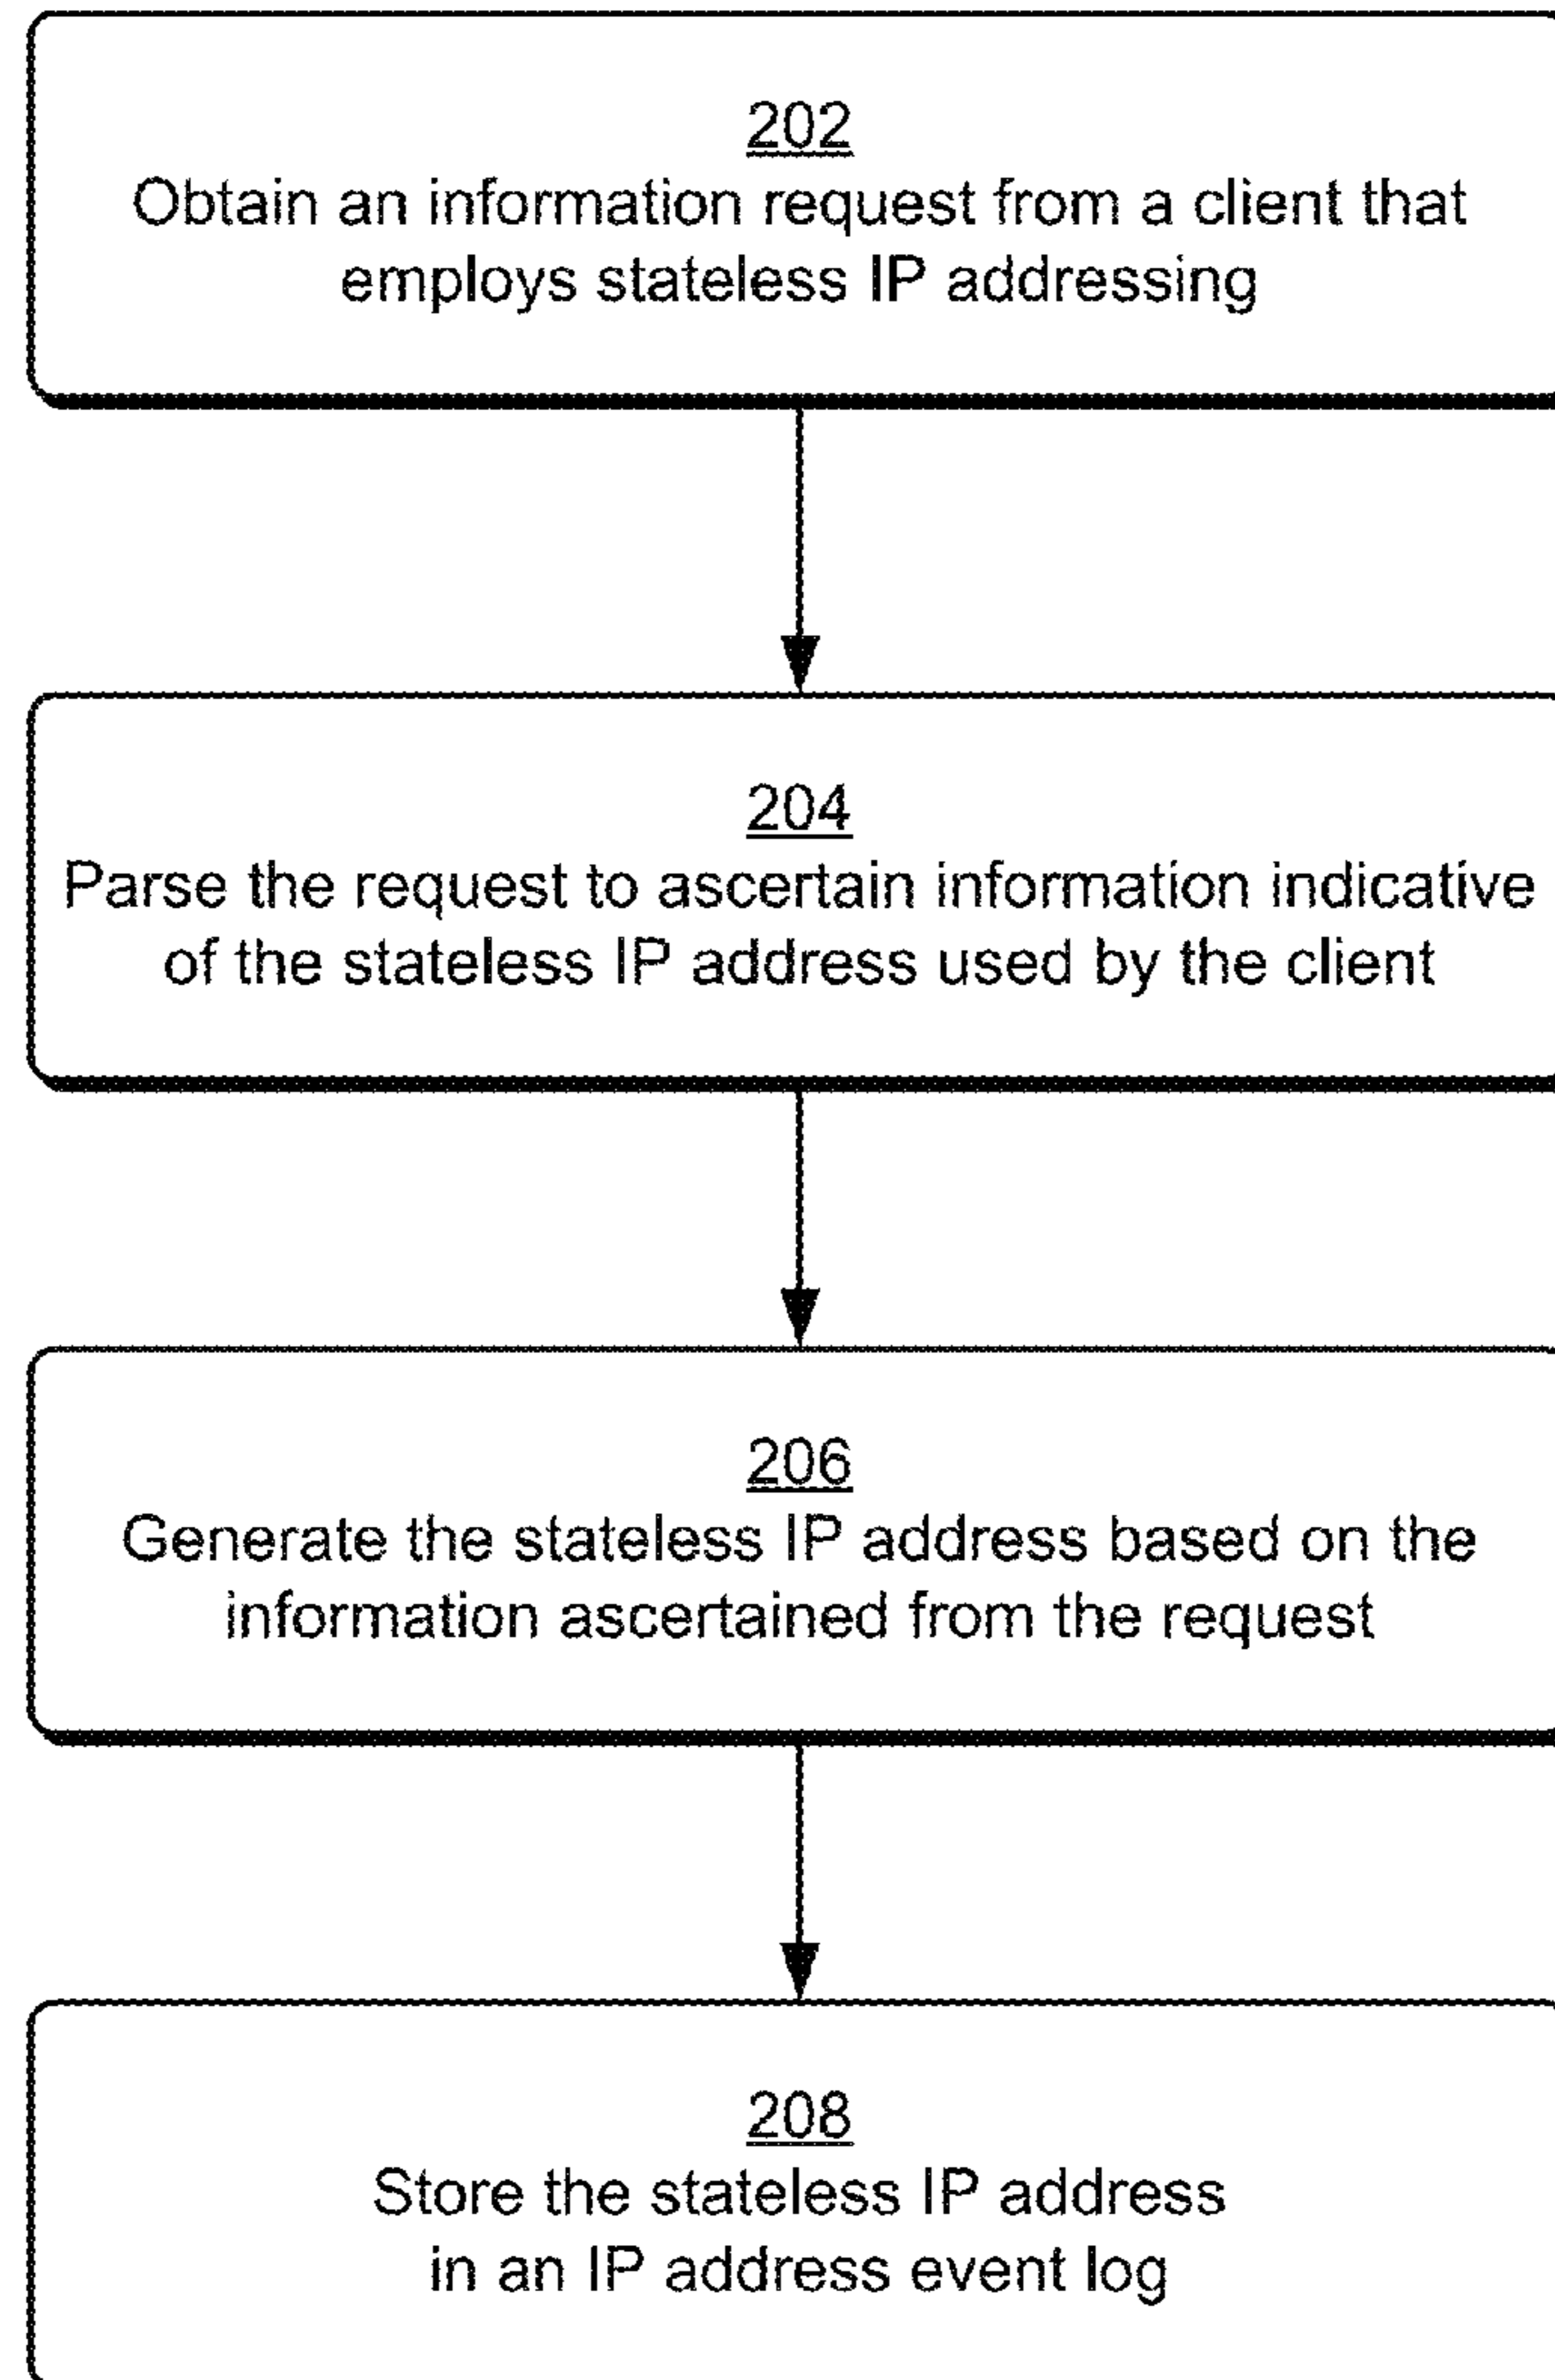 202
Obtain an information request from a client that
employs stateless IP addressing
204
Parse the request to ascertain information indicative
of the stateless IP address used by the client
206
Generate the stateless IP address based on the
information ascertained from the request
208
Store the stateless IP address
in an IP address event log